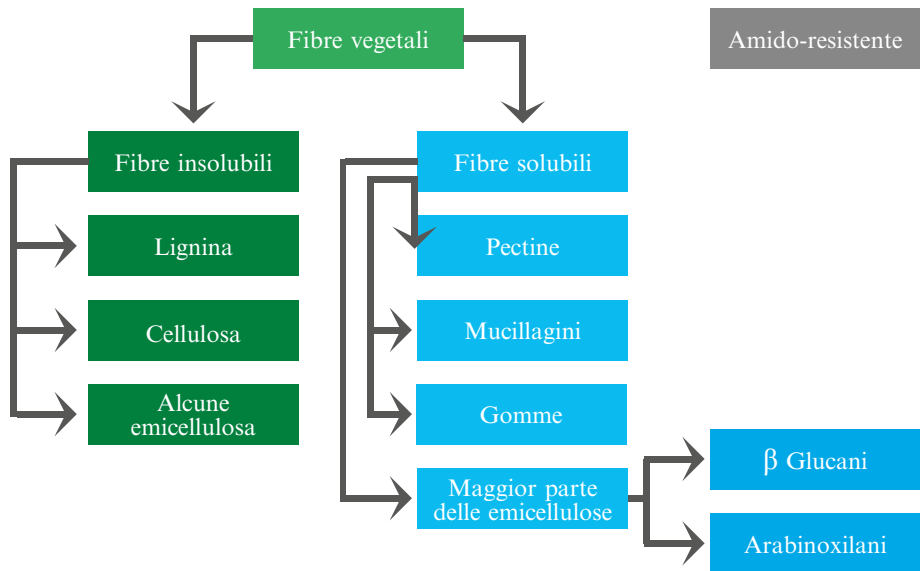 Fibre vegetali
Amido-resistente
Fibre insolubili
Fibre solubili
Lignina
Pectine
Cellulosa
Mucillagini
Alcune
emicellulosa
Gomme
Maggior parte
delle emicellulose
β Glucani
Arabinoxilani